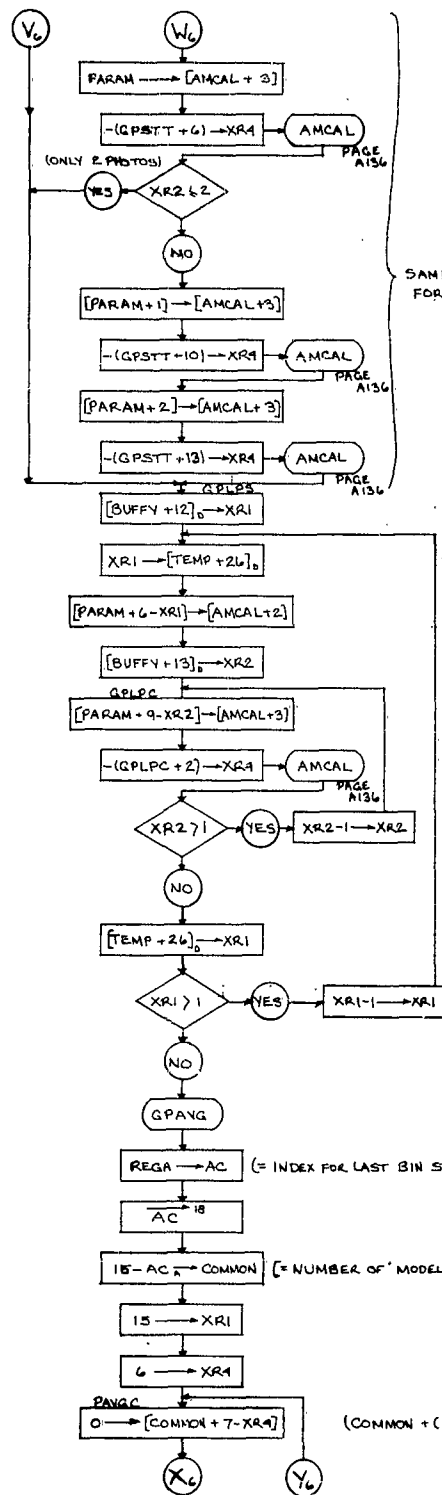 V6
W6
PARAM → [AMCAL + 3]
-(GPSTT + 6) → XR4
AMCAL
PAGE A136
(ONLY 2 PHOTOS)
YES
XR2 ≤ 2
NO
SAM
FOR
[PARAM + 1] → [AMCAL + 3]
-(GPSTT + 10) → XR4
AMCAL
PAGE A136
[PARAM + 2] → [AMCAL + 3]
-(GPSTT + 13) → XR4
AMCAL
PAGE A136
GPLPS
[BUFFY + 12]D → XR1
XR1 → [TEMP + 26]D
[PARAM + 6 - XR1] → [AMCAL + 2]
[BUFFY + 13]D → XR2
GPLPC
[PARAM + 9 - XR2] → [AMCAL + 3]
-(GPLPC + 2) → XR4
AMCAL
PAGE A136
XR2 > 1
YES
XR2 - 1 → XR2
NO
[TEMP + 26]D → XR1
XR1 > 1
YES
XR1 - 1 → XR1
NO
GPAVG
REGA → AC
(= INDEX FOR LAST BIN S
AC → 18
15 - AC A → COMMON
[= NUMBER OF MODEL
15 → XR1
6 → XR4
PAVGC
0 → [COMMON + 7 - XR4]
(COMMON + (
X6
Y6